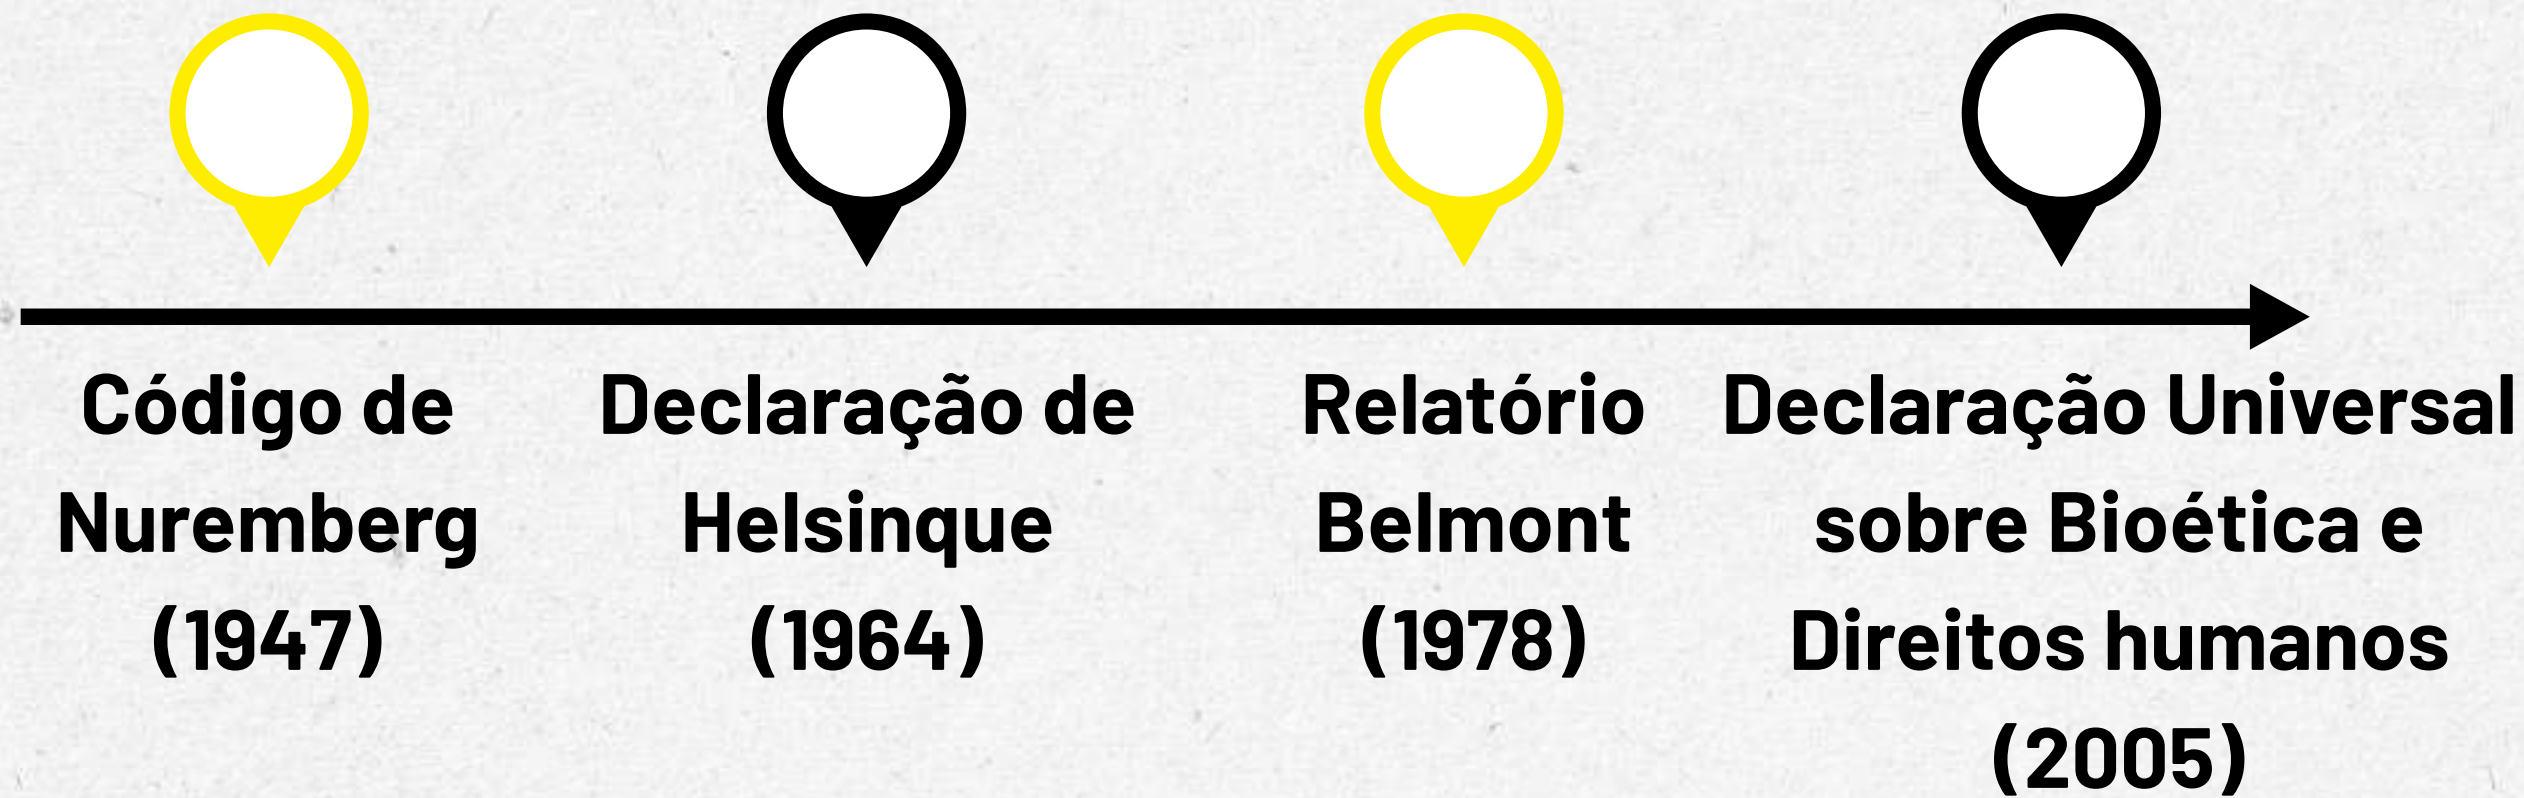 Código de
Nuremberg
(1947)
Declaração de
Helsinque
(1964)
Relatório
Belmont
(1978)
Declaração Universal
sobre Bioética e
Direitos humanos
(2005)